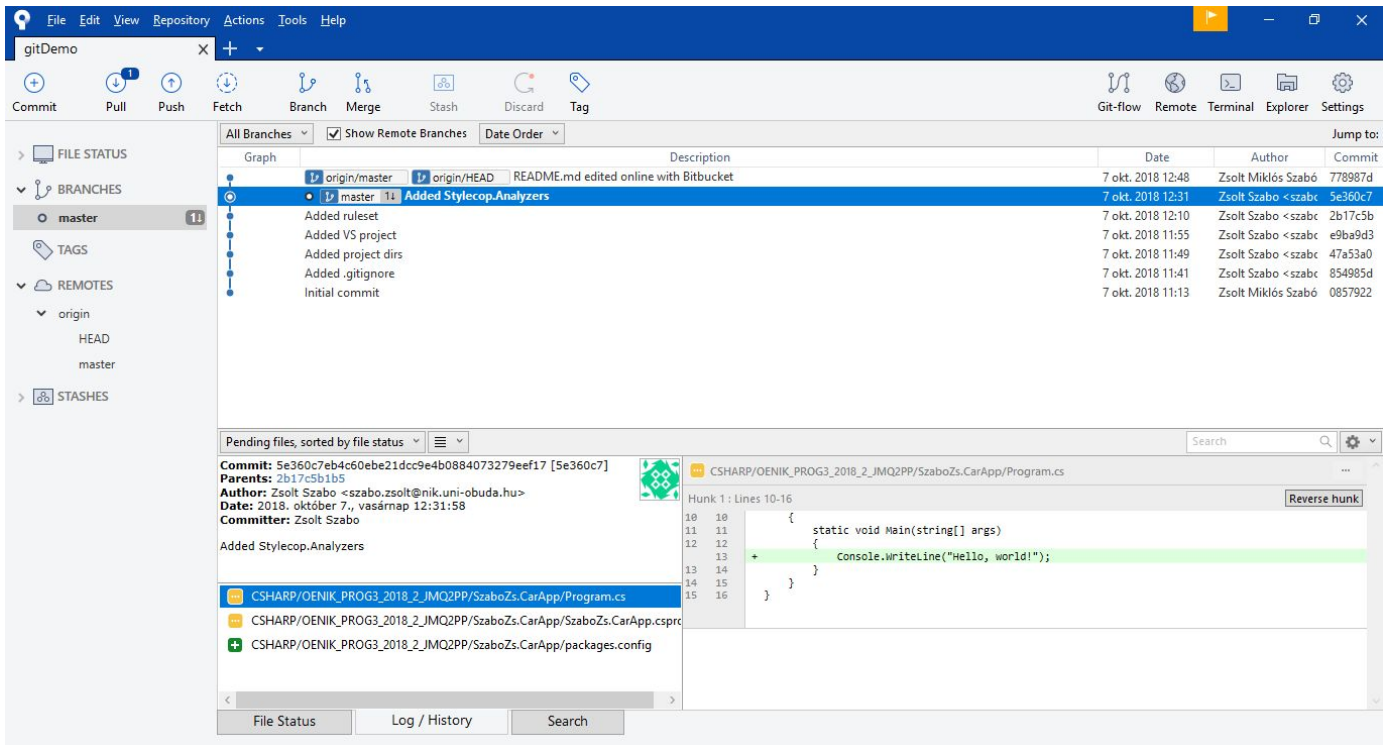 File Edit View Repository Actions Tools Help
gitDemo
1
Commit Pull Push Fetch Branch Merge Stash Discard Tag Git-flow Remote Terminal Explorer Settings
All Branches Show Remote Branches Date Order Jump to:
FILE STATUS
BRANCHES
master 1↓
TAGS
REMOTES
origin
HEAD
master
STASHES
Graph Description Date Author Commit
origin/master origin/HEAD README.md edited online with Bitbucket 7 okt. 2018 12:48 Zsolt Miklós Szabó 778987d
master 1↓ Added Stylecop.Analyzers 7 okt. 2018 12:31 Zsolt Szabo <szabc 5e360c7
Added ruleset 7 okt. 2018 12:10 Zsolt Szabo <szabc 2b17c5b
Added VS project 7 okt. 2018 11:55 Zsolt Szabo <szabc e9ba9d3
Added project dirs 7 okt. 2018 11:49 Zsolt Szabo <szabc 47a53a0
Added .gitignore 7 okt. 2018 11:41 Zsolt Szabo <szabc 854985d
Initial commit 7 okt. 2018 11:13 Zsolt Miklós Szabó 0857922
Pending files, sorted by file status Search
Commit: 5e360c7eb4c60ebe21dcc9e4b0884073279eef17 [5e360c7]
Parents: 2b17c5b1b5
Author: Zsolt Szabo <szabo.zsolt@nik.uni-obuda.hu>
Date: 2018. október 7., vasárnap 12:31:58
Committer: Zsolt Szabo
Added Stylecop.Analyzers
CSHARP/OENIK_PROG3_2018_2_JMQ2PP/SzaboZs.CarApp/Program.cs
CSHARP/OENIK_PROG3_2018_2_JMQ2PP/SzaboZs.CarApp/SzaboZs.CarApp.cspro
CSHARP/OENIK_PROG3_2018_2_JMQ2PP/SzaboZs.CarApp/packages.config
CSHARP/OENIK_PROG3_2018_2_JMQ2PP/SzaboZs.CarApp/Program.cs
Hunk 1 : Lines 10-16 Reverse hunk
10 10 {
11 11 static void Main(string[] args)
12 12 {
13 + Console.WriteLine("Hello, world!");
13 14 }
14 15 }
15 16 }
File Status Log / History Search